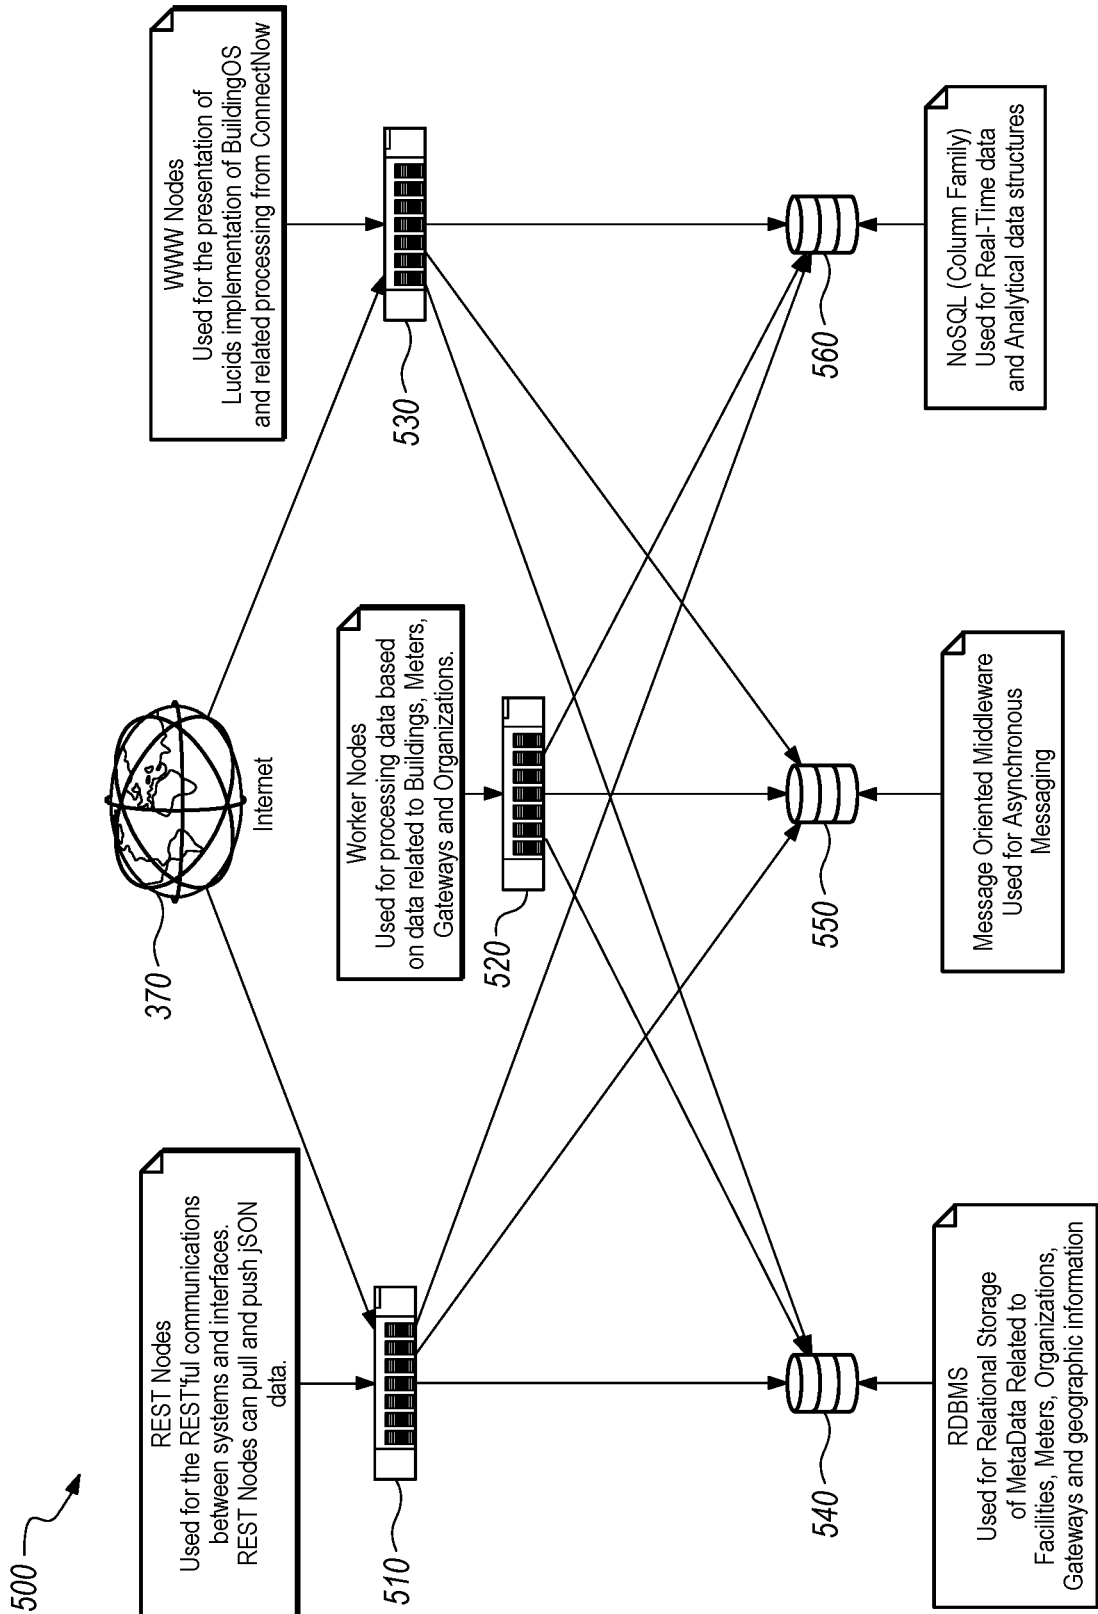 500
REST Nodes
Used for the RESTful communications
between systems and interfaces.
REST Nodes can pull and push jSON
data.
370
Internet
WWW Nodes
Used for the presentation of
Lucids implementation of BuildingOS
and related processing from ConnectNow
510
Worker Nodes
Used for processing data based
on data related to Buildings, Meters,
Gateways and Organizations.
520
530
540
550
560
RDBMS
Used for Relational Storage
of MetaData Related to
Facilities, Meters, Organizations,
Gateways and geographic information
Message Oriented Middleware
Used for Asynchronous
Messaging
NoSQL (Column Family)
Used for Real-Time data
and Analytical data structures